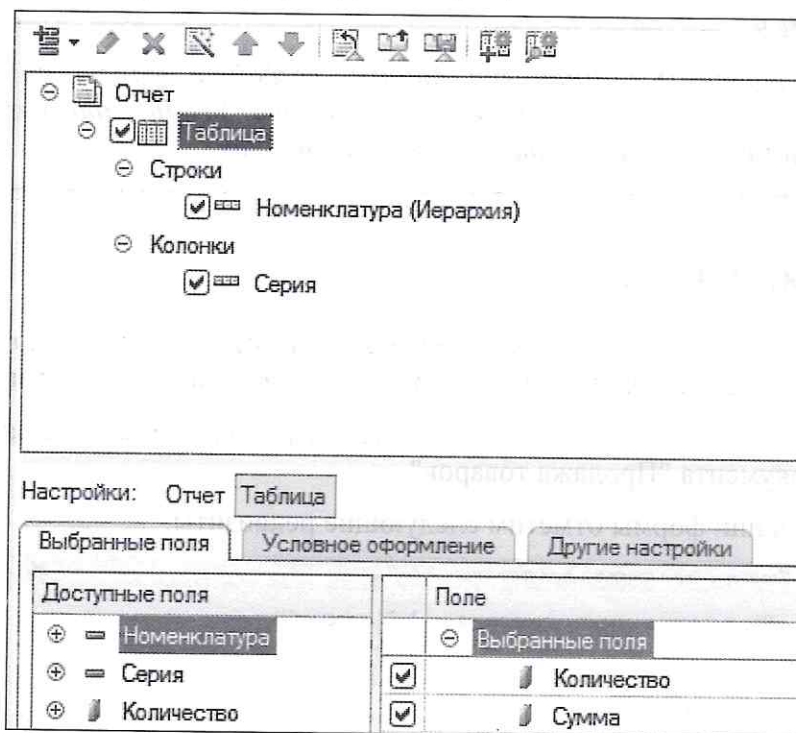 Отчет
Таблица
Строки
Номенклатура (Иерархия)
Колонки
Серия
Настройки: Отчет Таблица
Выбранные поля Условное оформление Другие настройки
Доступные поля Поле
Номенклатура Выбранные поля
Серия Количество
Количество Сумма